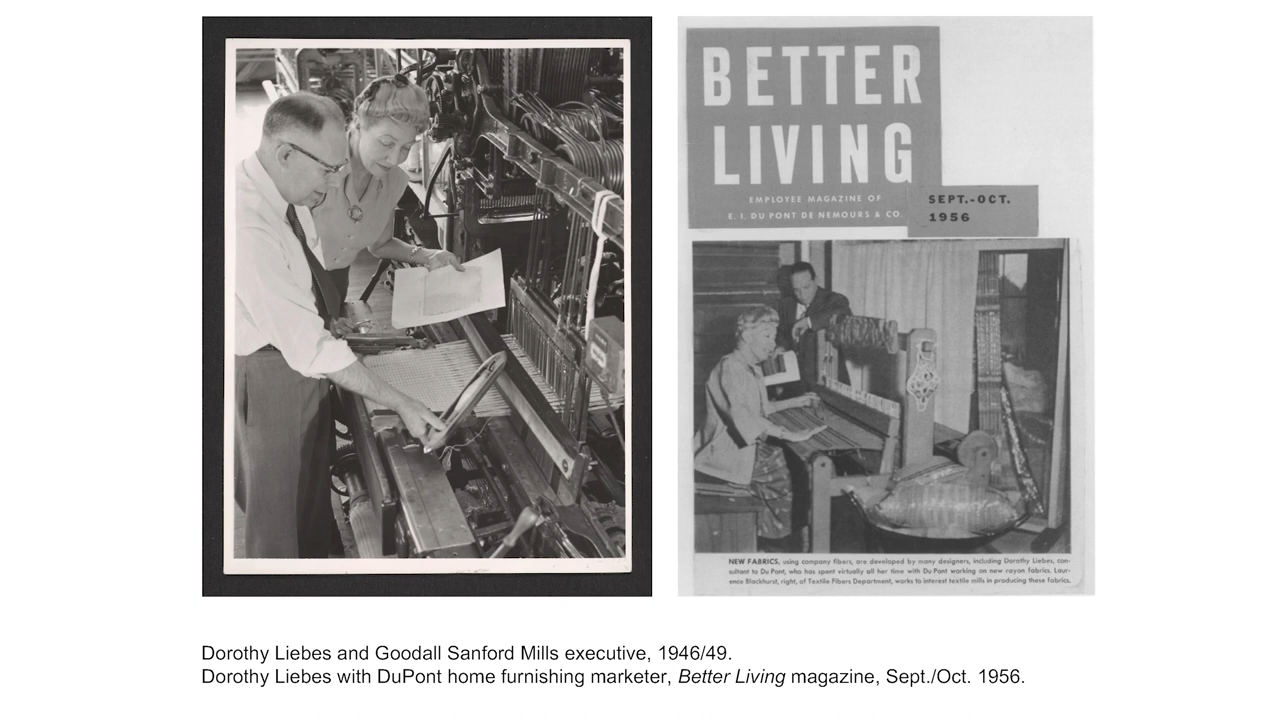 BETTER
LIVING
EMPLOYEE MAGAZINE OF
E. I. DU PONT DE NEMOURS & CO.
SEPT.-OCT.
1956
NEW FABRICS, using company fibers, are developed by many designers, including Dorothy Liebes, con-
sultant to Du Pont, who has spent virtually all her time with Du Pont working on new rayon fabrics. Laur-
ence Blackhurst, right, of Textile Fibers Department, works to interest textile mills in producing these fabrics.
Dorothy Liebes and Goodall Sanford Mills executive, 1946/49.
Dorothy Liebes with DuPont home furnishing marketer, Better Living magazine, Sept./Oct. 1956.